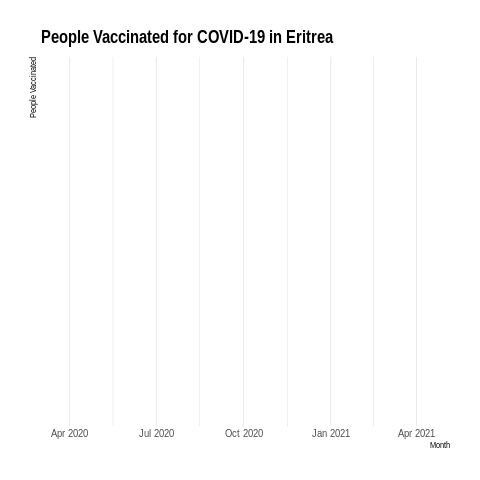 People Vaccinated for COVID-19 in Eritrea
People Vaccinated
Apr 2020 Jul 2020 Oct 2020 Jan 2021 Apr 2021
Month